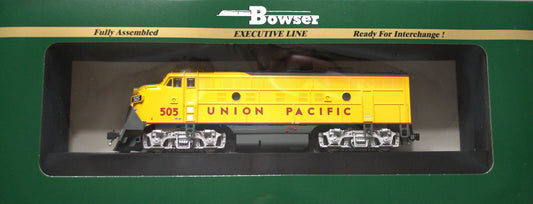 Bowser
Fully Assembled EXECUTIVE LINE Ready For Interchange !
505 UNION PACIFIC